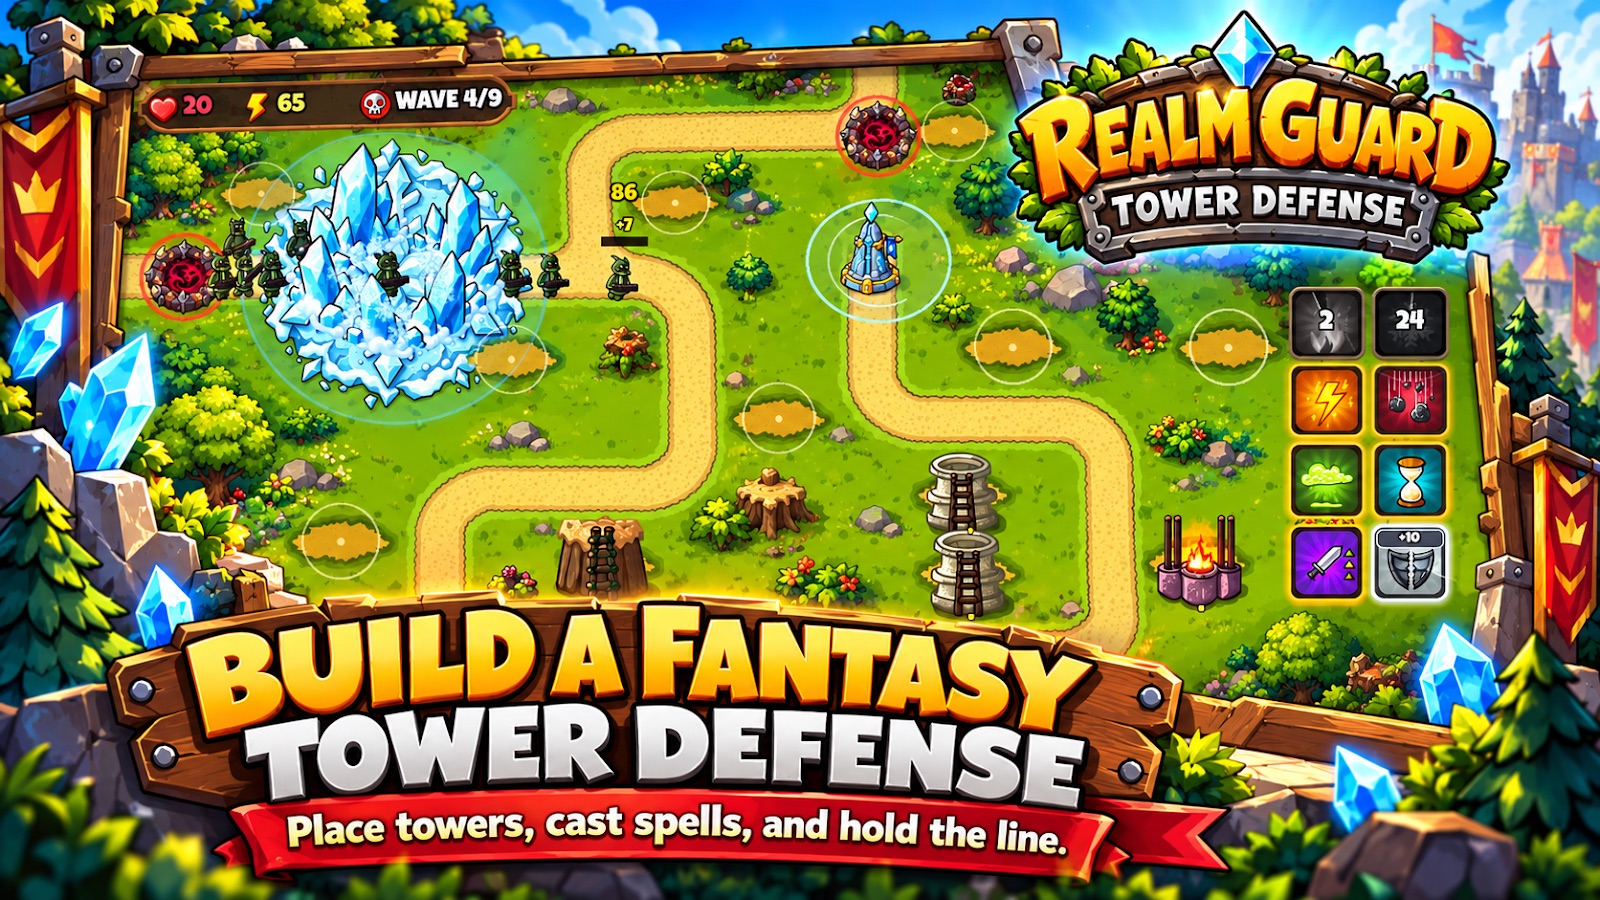 20 65 WAVE 4/9
REALM GUARD
TOWER DEFENSE
86
+7
2 24
+10
BUILD A FANTASY
TOWER DEFENSE
Place towers, cast spells, and hold the line.